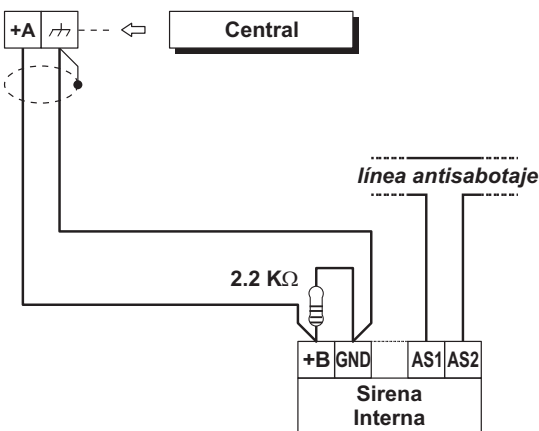 +A
Central
línea antisabotaje
2.2 KΩ
+B GND AS1 AS2
Sirena
Interna